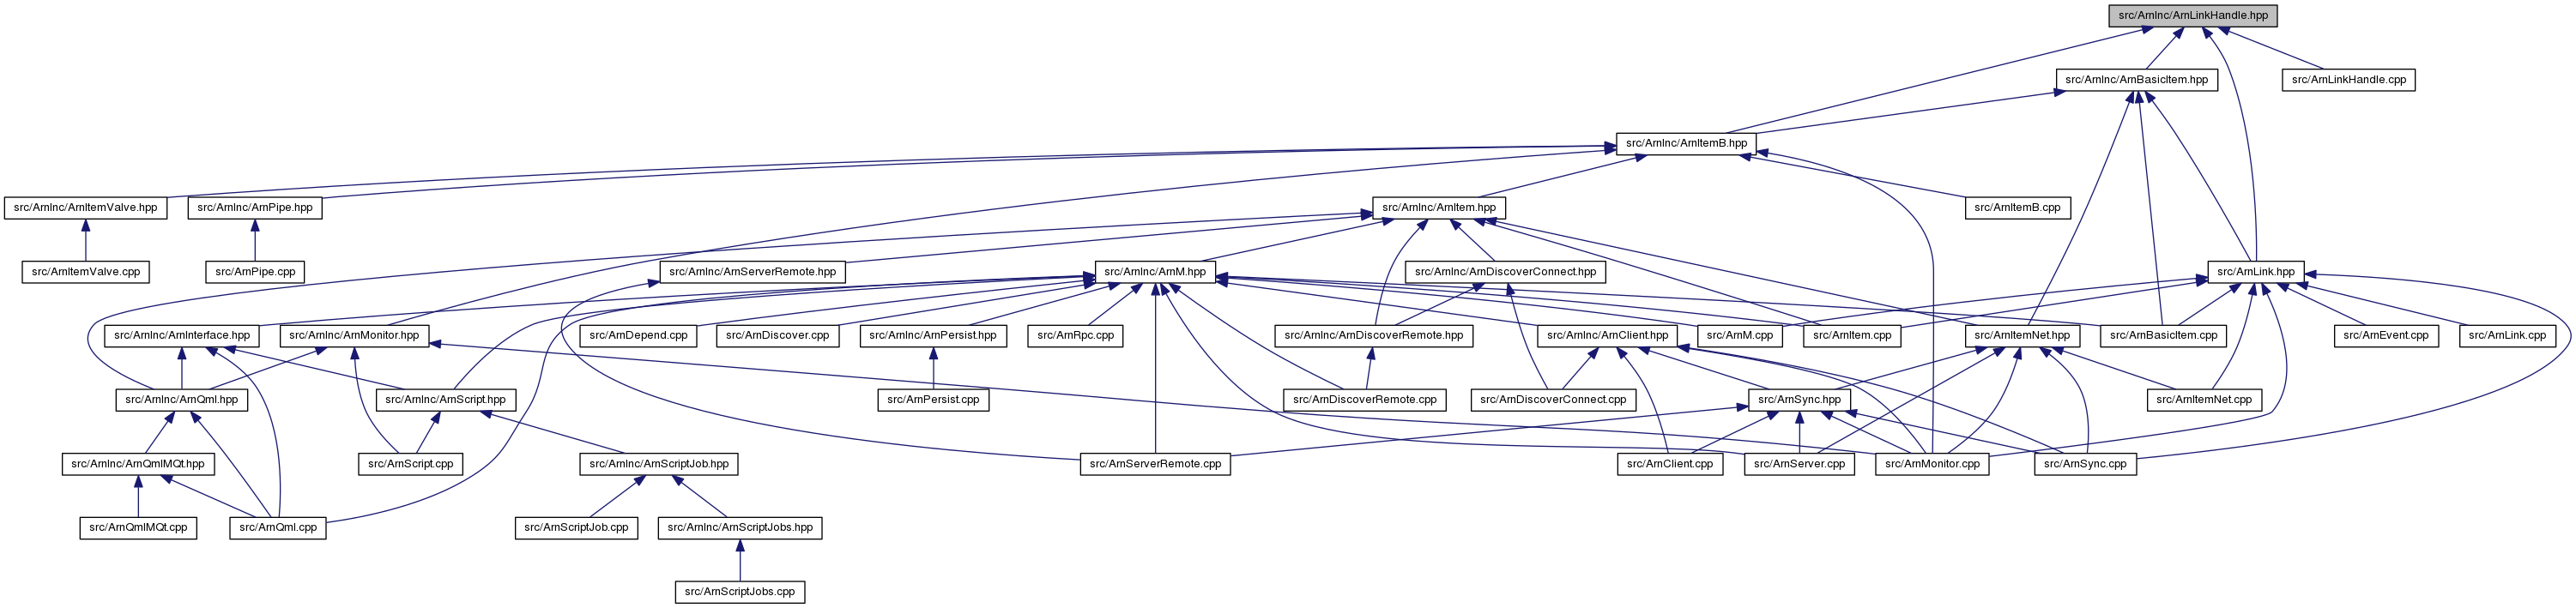 src/ArnInc/ArnLinkHandle.hpp
src/ArnInc/ArnBasicItem.hpp
src/ArnLinkHandle.cpp
src/ArnInc/ArnItemB.hpp
src/ArnInc/ArnItemValve.hpp
src/ArnInc/ArnPipe.hpp
src/ArnInc/ArnItem.hpp
src/ArnItemB.cpp
src/ArnItemValve.cpp
src/ArnPipe.cpp
src/ArnInc/ArnServerRemote.hpp
src/ArnInc/ArnM.hpp
src/ArnInc/ArnDiscoverConnect.hpp
src/ArnLink.hpp
src/ArnInc/ArnInterface.hpp
src/ArnInc/ArnMonitor.hpp
src/ArnDepend.cpp
src/ArnDiscover.cpp
src/ArnInc/ArnPersist.hpp
src/ArnRpc.cpp
src/ArnInc/ArnDiscoverRemote.hpp
src/ArnInc/ArnClient.hpp
src/ArnM.cpp
src/ArnItem.cpp
src/ArnItemNet.hpp
src/ArnBasicItem.cpp
src/ArnEvent.cpp
src/ArnLink.cpp
src/ArnInc/ArnQml.hpp
src/ArnInc/ArnScript.hpp
src/ArnPersist.cpp
src/ArnDiscoverRemote.cpp
src/ArnDiscoverConnect.cpp
src/ArnSync.hpp
src/ArnItemNet.cpp
src/ArnInc/ArnQmlMQt.hpp
src/ArnScript.cpp
src/ArnInc/ArnScriptJob.hpp
src/ArnServerRemote.cpp
src/ArnClient.cpp
src/ArnServer.cpp
src/ArnMonitor.cpp
src/ArnSync.cpp
src/ArnQmlMQt.cpp
src/ArnQml.cpp
src/ArnScriptJob.cpp
src/ArnInc/ArnScriptJobs.hpp
src/ArnScriptJobs.cpp